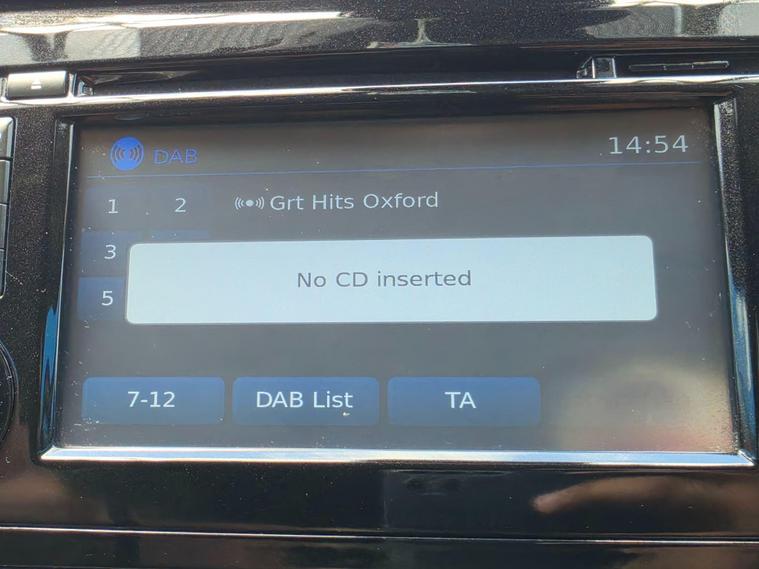 DAB 14:54
1 2 Grt Hits Oxford
3
No CD inserted
5
7-12 DAB List TA